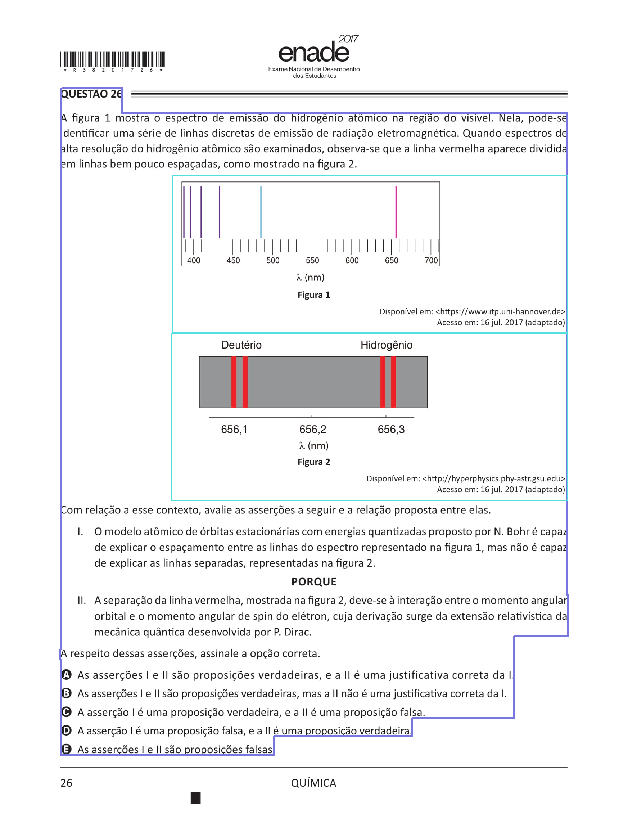 *R3820172 6*
enade 2017
Exame Nacional de Desempenho
dos Estudantes
QUESTÃO 26
A figura 1 mostra o espectro de emissão do hidrogênio atômico na região do visível. Nela, pode-se
identificar uma série de linhas discretas de emissão de radiação eletromagnética. Quando espectros de
alta resolução do hidrogênio atômico são examinados, observa-se que a linha vermelha aparece dividida
em linhas bem pouco espaçadas, como mostrado na figura 2.
400 450 500 550 600 650 700
λ (nm)
Figura 1
Disponível em: <https://www.itp.uni-hannover.de>
Acesso em: 16 jul. 2017 (adaptado)
Deutério Hidrogênio
656,1 656,2 656,3
λ (nm)
Figura 2
Disponível em: <http://hyperphysics.phy-astr.gsu.edu>
Acesso em: 16 jul. 2017 (adaptado)
Com relação a esse contexto, avalie as asserções a seguir e a relação proposta entre elas.
I. O modelo atômico de órbitas estacionárias com energias quantizadas proposto por N. Bohr é capaz
de explicar o espaçamento entre as linhas do espectro representado na figura 1, mas não é capaz
de explicar as linhas separadas, representadas na figura 2.
PORQUE
II. A separação da linha vermelha, mostrada na figura 2, deve-se à interação entre o momento angular
orbital e o momento angular de spin do elétron, cuja derivação surge da extensão relativística da
mecânica quântica desenvolvida por P. Dirac.
A respeito dessas asserções, assinale a opção correta.
A As asserções I e II são proposições verdadeiras, e a II é uma justificativa correta da I.
B As asserções I e II são proposições verdadeiras, mas a II não é uma justificativa correta da I.
C A asserção I é uma proposição verdadeira, e a II é uma proposição falsa.
D A asserção I é uma proposição falsa, e a II é uma proposição verdadeira.
E As asserções I e II são proposições falsas.
26 QUÍMICA